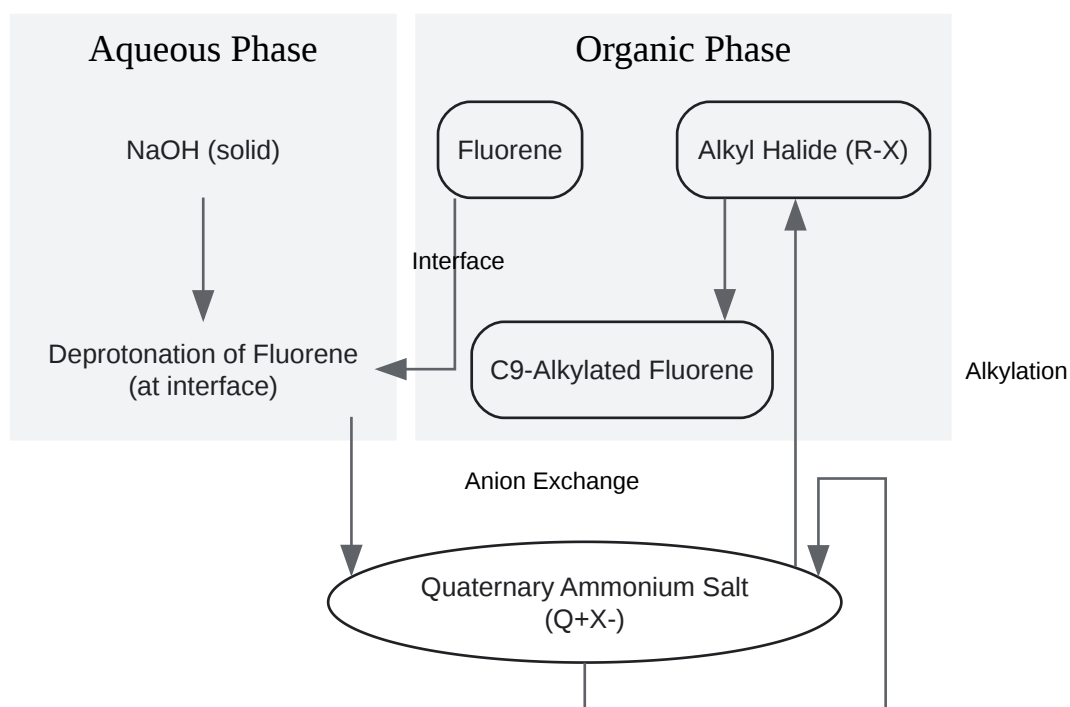 Aqueous Phase
Organic Phase
NaOH (solid)
Fluorene
Alkyl Halide (R-X)
Interface
Deprotonation of Fluorene
(at interface)
C9-Alkylated Fluorene
Alkylation
Anion Exchange
Quaternary Ammonium Salt
(Q+X-)